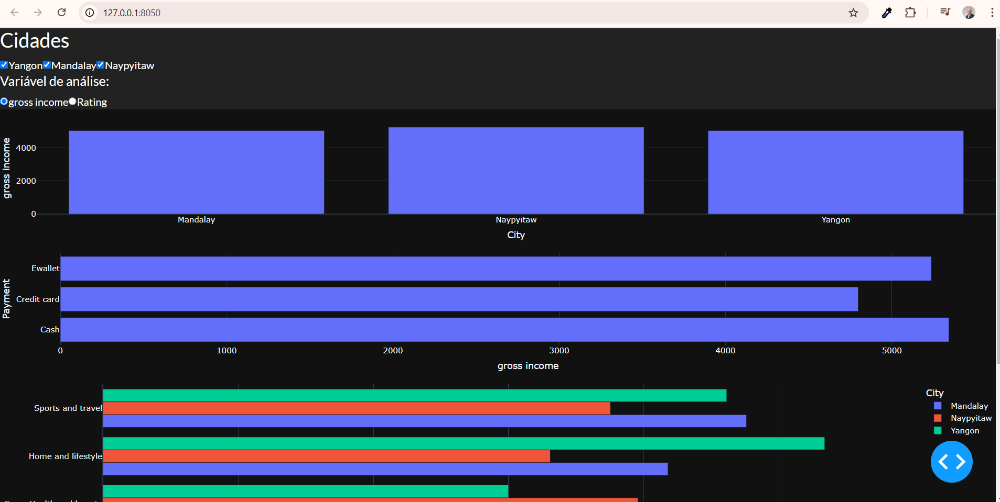 127.0.0.1:8050
Cidades
Yangon Mandalay Naypyitaw
Variável de análise:
gross income Rating
gross income
4000
2000
0
Mandalay Naypyitaw Yangon
City
Payment
Ewallet
Credit card
Cash
0 1000 2000 3000 4000 5000
gross income
Sports and travel
Home and lifestyle
City
Mandalay
Naypyitaw
Yangon